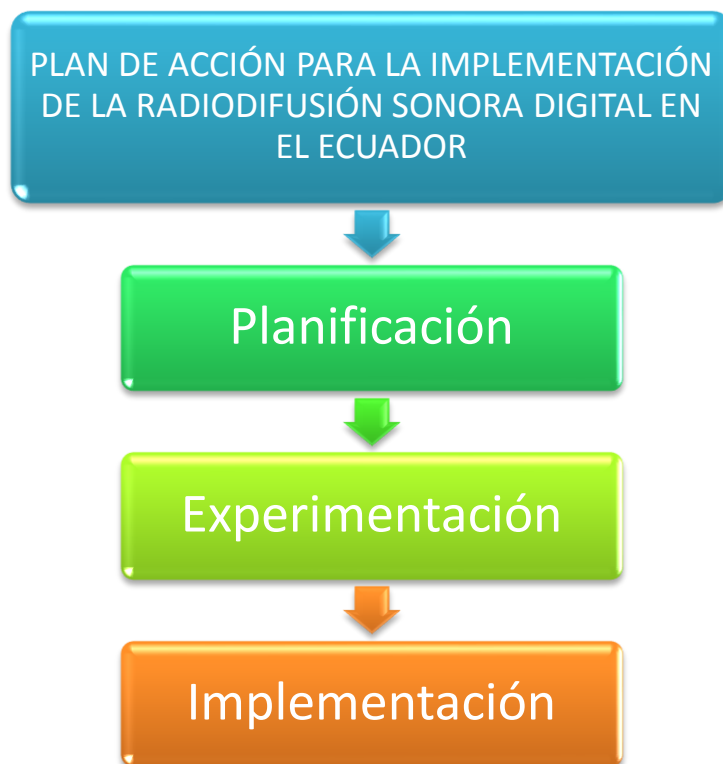 PLAN DE ACCIÓN PARA LA IMPLEMENTACIÓN
DE LA RADIODIFUSIÓN SONORA DIGITAL EN
EL ECUADOR
Planificación
Experimentación
Implementación